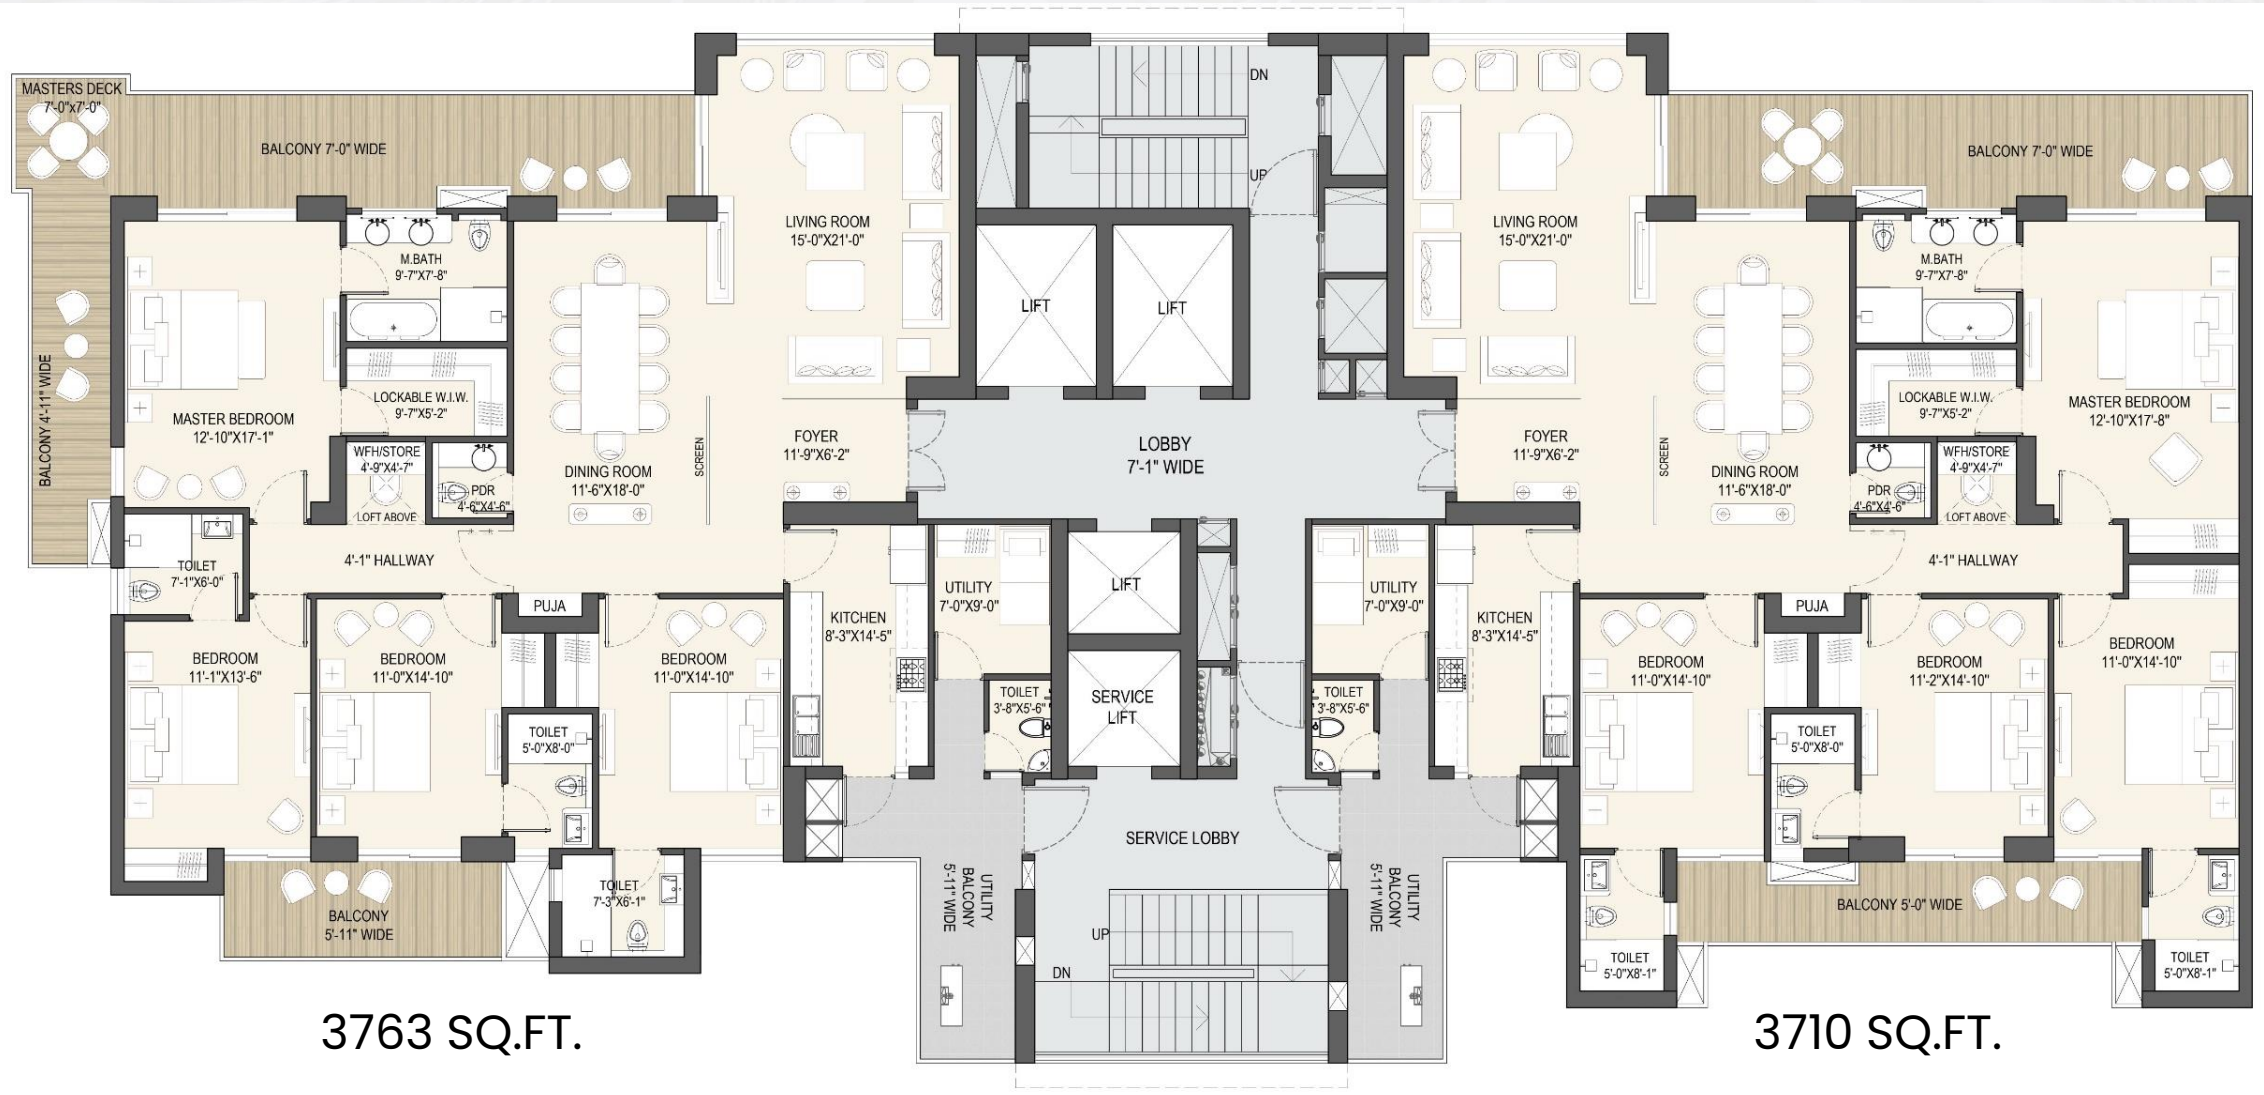 MASTERS DECK
7'-0"x7'-0"
BALCONY 7'-0" WIDE
BALCONY 4'-11" WIDE
MASTER BEDROOM
12'-10"X17'-1"
M.BATH
9'-7"X7'-8"
LOCKABLE W.I.W.
9'-7"X5'-2"
WFH/STORE
4'-9"X4'-7"
LOFT ABOVE
PDR
4'-6"X4'-6"
DINING ROOM
11'-6"X18'-0"
SCREEN
LIVING ROOM
15'-0"X21'-0"
FOYER
11'-9"X6'-2"
TOILET
7'-1"X6'-0"
4'-1" HALLWAY
PUJA
BEDROOM
11'-1"X13'-6"
BEDROOM
11'-0"X14'-10"
BEDROOM
11'-0"X14'-10"
TOILET
5'-0"X8'-0"
TOILET
7'-3"X6'-1"
BALCONY
5'-11" WIDE
KITCHEN
8'-3"X14'-5"
UTILITY
7'-0"X9'-0"
TOILET
3'-8"X5'-6"
UTILITY
BALCONY
5'-11" WIDE
3763 SQ.FT.
DN
UP
LIFT
LIFT
LOBBY
7'-1" WIDE
LIFT
SERVICE
LIFT
SERVICE LOBBY
UP
DN
LIVING ROOM
15'-0"X21'-0"
BALCONY 7'-0" WIDE
M.BATH
9'-7"X7'-8"
LOCKABLE W.I.W.
9'-7"X5'-2"
MASTER BEDROOM
12'-10"X17'-8"
FOYER
11'-9"X6'-2"
SCREEN
DINING ROOM
11'-6"X18'-0"
WFH/STORE
4'-9"X4'-7"
LOFT ABOVE
PDR
4'-6"X4'-6"
4'-1" HALLWAY
PUJA
UTILITY
7'-0"X9'-0"
KITCHEN
8'-3"X14'-5"
TOILET
3'-8"X5'-6"
BEDROOM
11'-0"X14'-10"
BEDROOM
11'-2"X14'-10"
BEDROOM
11'-0"X14'-10"
TOILET
5'-0"X8'-0"
BALCONY 5'-0" WIDE
TOILET
5'-0"X8'-1"
TOILET
5'-0"X8'-1"
UTILITY
BALCONY
5'-11" WIDE
3710 SQ.FT.